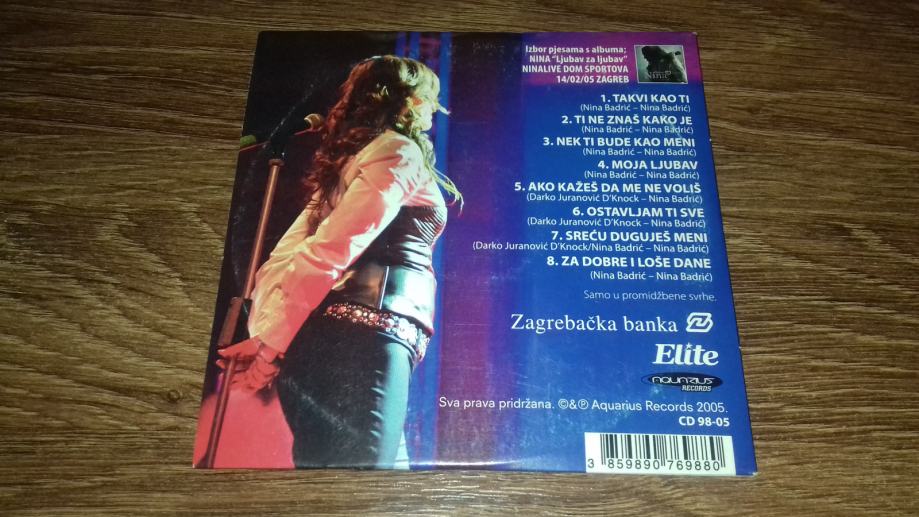 Izbor pjesama s albuma;
NINA "Ljubav za ljubav"
NINALIVE DOM SPORTOVA
14/02/05 ZAGREB
1. TAKVI KAO TI
(Nina Badrić – Nina Badrić)
2. TI NE ZNAŠ KAKO JE
(Nina Badrić – Nina Badrić)
3. NEK TI BUDE KAO MENI
(Nina Badrić – Nina Badrić)
4. MOJA LJUBAV
(Nina Badrić – Nina Badrić)
5. AKO KAŽEŠ DA ME NE VOLIŠ
(Darko Juranović D'Knock – Nina Badrić)
6. OSTAVLJAM TI SVE
(Darko Juranović D'Knock – Nina Badrić)
7. SREĆU DUGUJEŠ MENI
(Darko Juranović D'Knock/Nina Badrić – Nina Badrić)
8. ZA DOBRE I LOŠE DANE
(Nina Badrić – Nina Badrić)
Samo u promidžbene svrhe.
Zagrebačka banka
Elite
AQUARIUS
RECORDS
Sva prava pridržana. ©&℗ Aquarius Records 2005.
CD 98-05
3 859890 769880